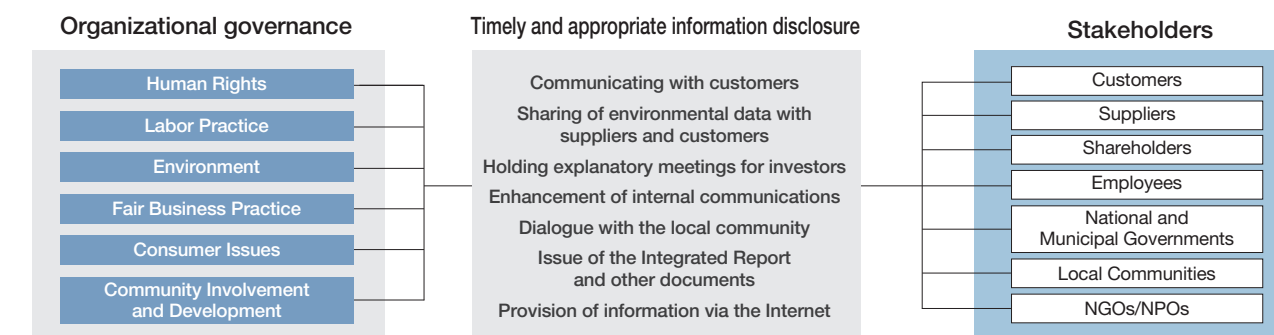 Organizational governance
Human Rights
Labor Practice
Environment
Fair Business Practice
Consumer Issues
Community Involvement
and Development
Timely and appropriate information disclosure
Communicating with customers
Sharing of environmental data with
suppliers and customers
Holding explanatory meetings for investors
Enhancement of internal communications
Dialogue with the local community
Issue of the Integrated Report
and other documents
Provision of information via the Internet
Stakeholders
Customers
Suppliers
Shareholders
Employees
National and
Municipal Governments
Local Communities
NGOs/NPOs